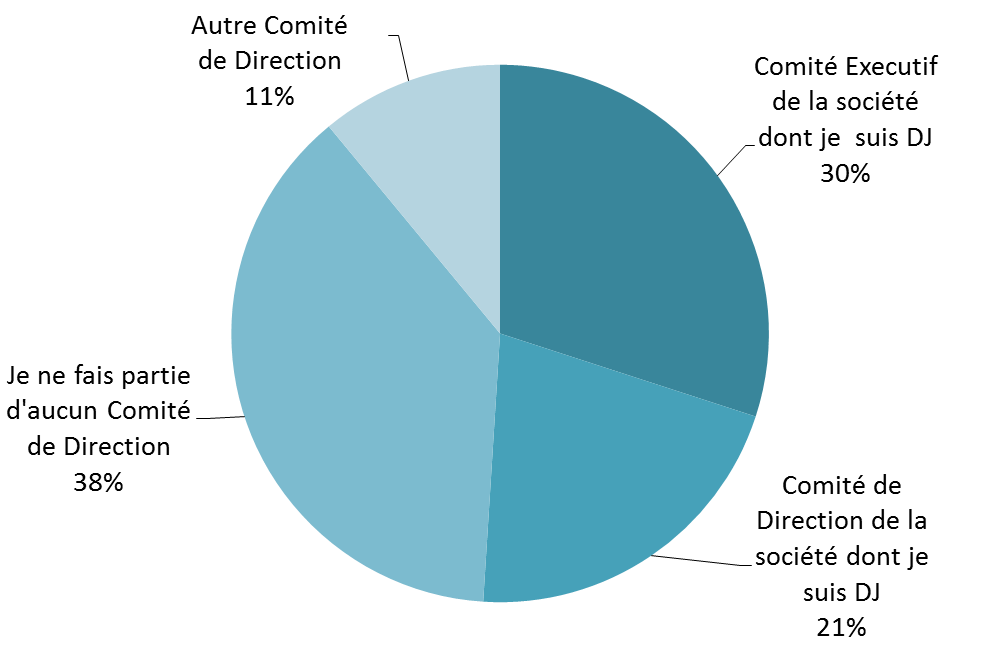 Autre Comité
de Direction
11%
Comité Executif
de la société
dont je  suis DJ
30%
Je ne fais partie
d'aucun Comité
de Direction
38%
Comité de
Direction de la
société dont je
suis DJ
21%